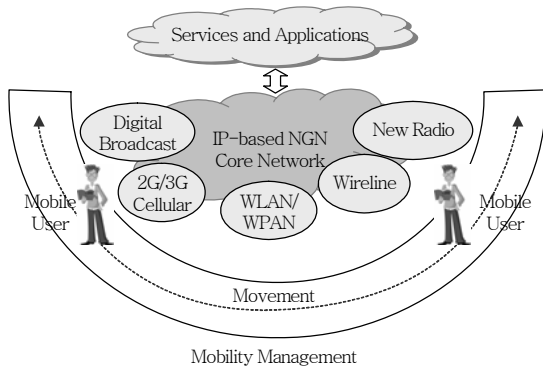 Services and Applications
Digital
Broadcast
IP-based NGN
Core Network
New Radio
2G/3G
Cellular
WLAN/
WPAN
Wireline
Mobile
User
Mobile
User
Movement
Mobility Management